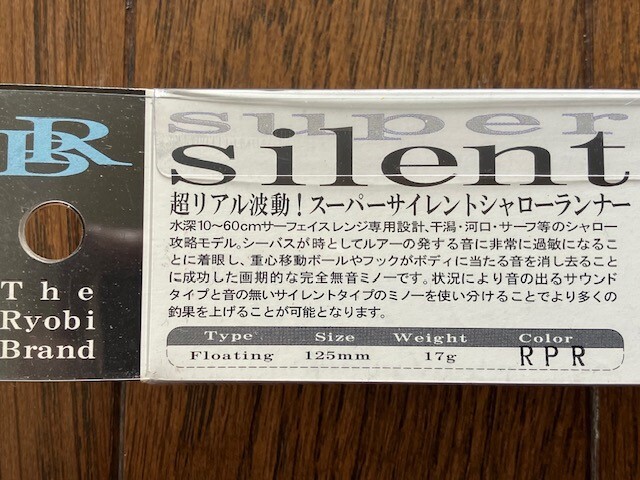 BR
The
Ryobi
Brand
super
silent
超リアル波動！スーパーサイレントシャローランナー
水深10～60cmサーフェイスレンジ専用設計、干潟・河口・サーフ等のシャロー
攻略モデル。シーバスが時としてルアーの発する音に非常に過敏になること
に着眼し、重心移動ボールやフックがボディに当たる音を消し去ること
に成功した画期的な完全無音ミノーです。状況により音の出るサウンド
タイプと音の無いサイレントタイプのミノーを使い分けることでより多くの
釣果を上げることが可能となります。
Type Size Weight Color
Floating 125mm 17g RPR